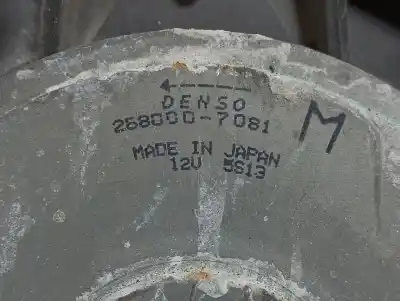 DENSO
268000-7081
M
MADE IN JAPAN
12V 5S13